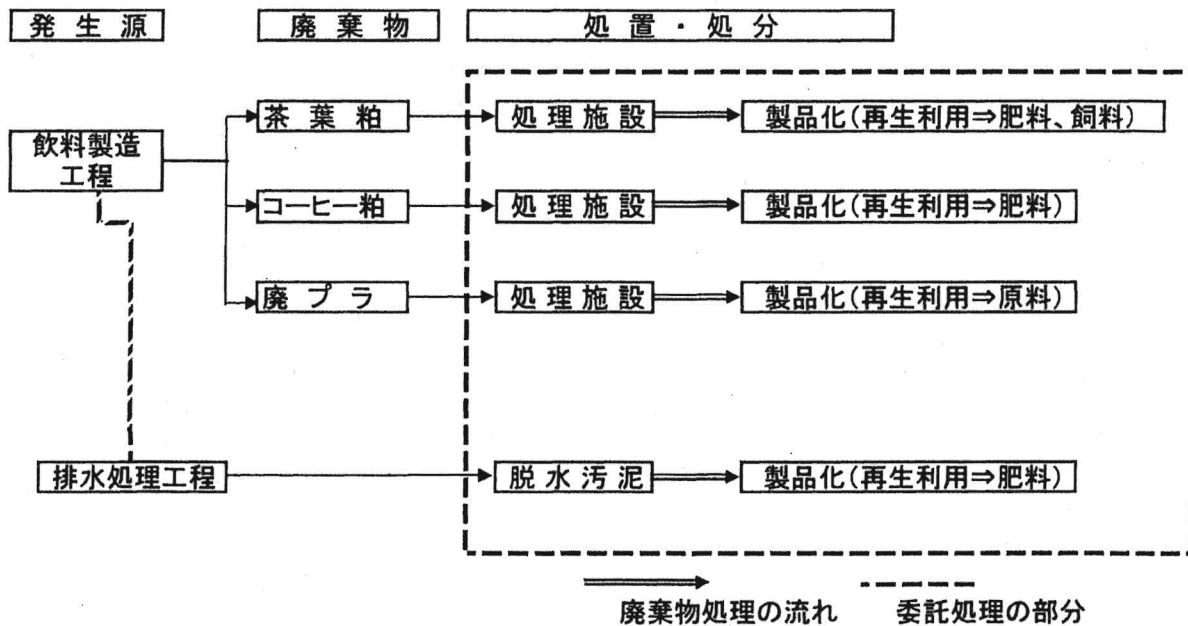 発生源
廃棄物
処置・処分
茶葉粕
処理施設
製品化(再生利用⇒肥料、飼料)
飲料製造
工程
コーヒー粕
処理施設
製品化(再生利用⇒肥料)
廃プラ
処理施設
製品化(再生利用⇒原料)
排水処理工程
脱水汚泥
製品化(再生利用⇒肥料)
廃棄物処理の流れ
委託処理の部分